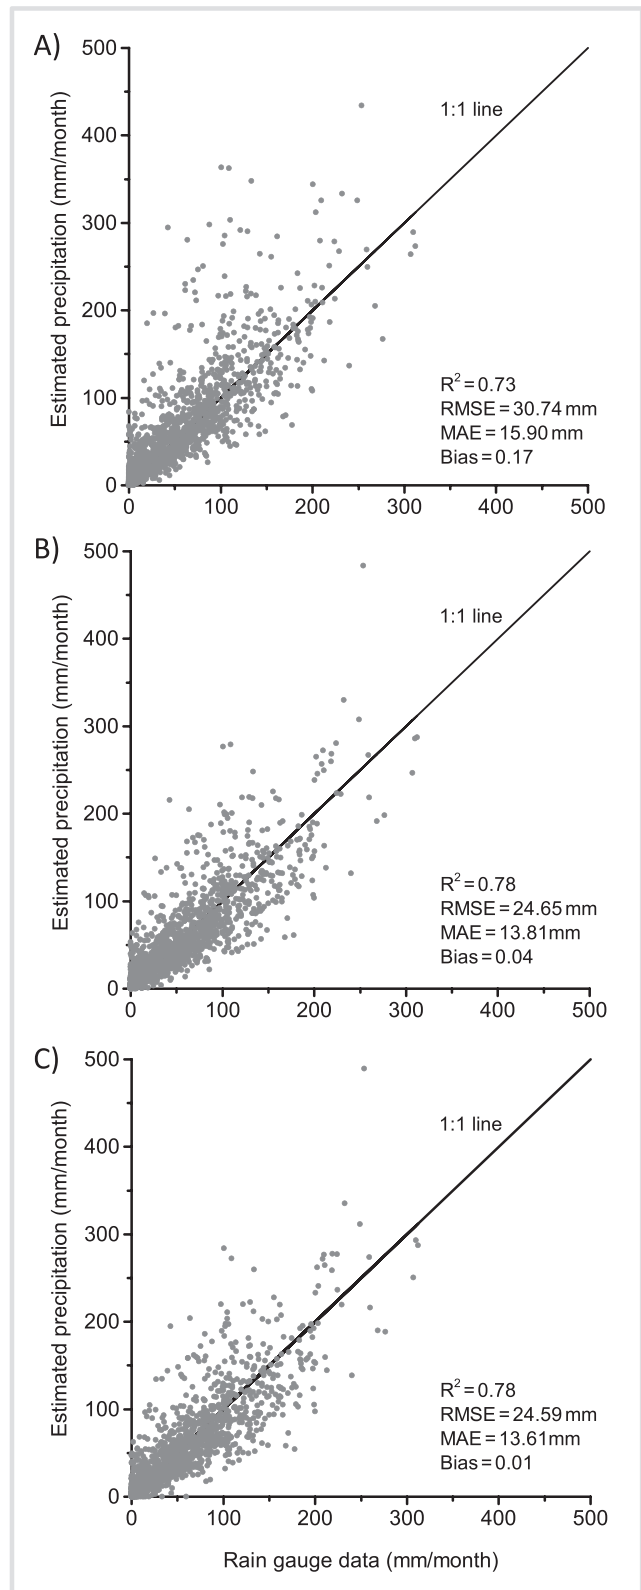 A)
500
400
300
200
100
0
Estimated precipitation (mm/month)
1:1 line
R² = 0.73
RMSE = 30.74 mm
MAE = 15.90 mm
Bias = 0.17
0 100 200 300 400 500
B)
500
400
300
200
100
0
Estimated precipitation (mm/month)
1:1 line
R² = 0.78
RMSE = 24.65 mm
MAE = 13.81mm
Bias = 0.04
0 100 200 300 400 500
C)
500
400
300
200
100
0
Estimated precipitation (mm/month)
1:1 line
R² = 0.78
RMSE = 24.59 mm
MAE = 13.61mm
Bias = 0.01
0 100 200 300 400 500
Rain gauge data (mm/month)